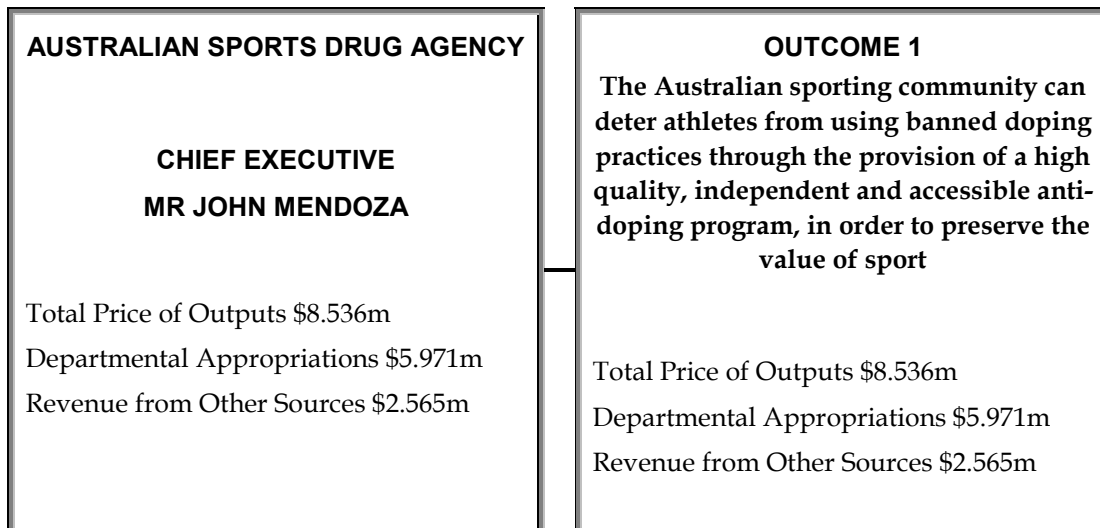 AUSTRALIAN SPORTS DRUG AGENCY
CHIEF EXECUTIVE
MR JOHN MENDOZA
Total Price of Outputs $8.536m
Departmental Appropriations $5.971m
Revenue from Other Sources $2.565m
OUTCOME 1
The Australian sporting community can
deter athletes from using banned doping
practices through the provision of a high
quality, independent and accessible anti-
doping program, in order to preserve the
value of sport
Total Price of Outputs $8.536m
Departmental Appropriations $5.971m
Revenue from Other Sources $2.565m